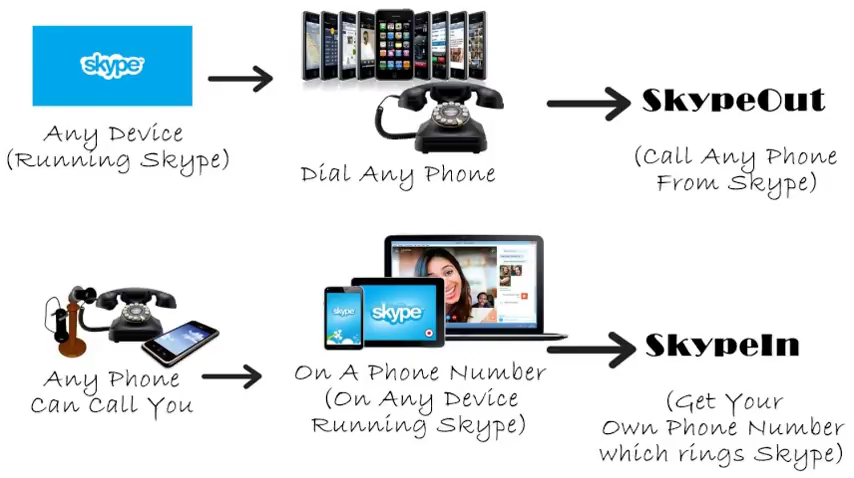 skype
Any Device
(Running Skype)
Dial Any Phone
SkypeOut
(Call Any Phone
From Skype)
Any Phone
Can Call You
skype
skype
On A Phone Number
(On Any Device
Running Skype)
SkypeIn
(Get Your
Own Phone Number
which rings Skype)